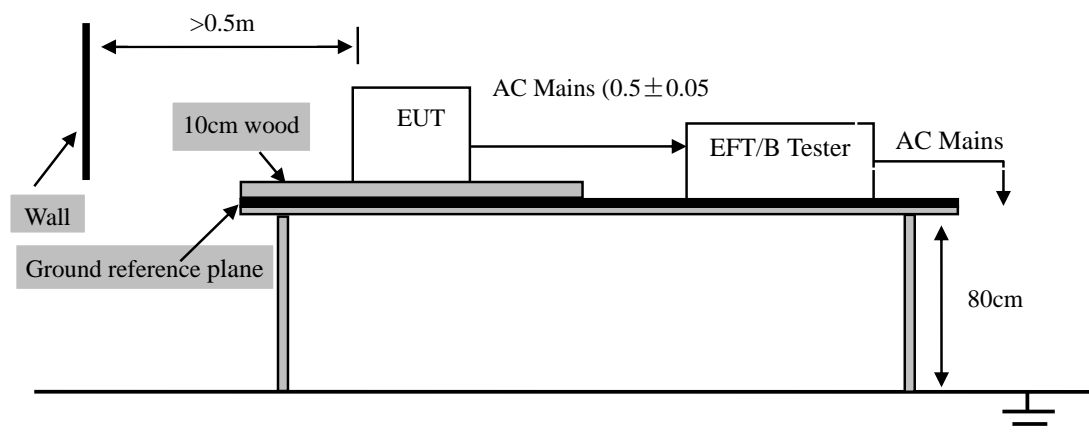 >0.5m
AC Mains (0.5±0.05
10cm wood
EUT
EFT/B Tester
AC Mains
Wall
Ground reference plane
80cm